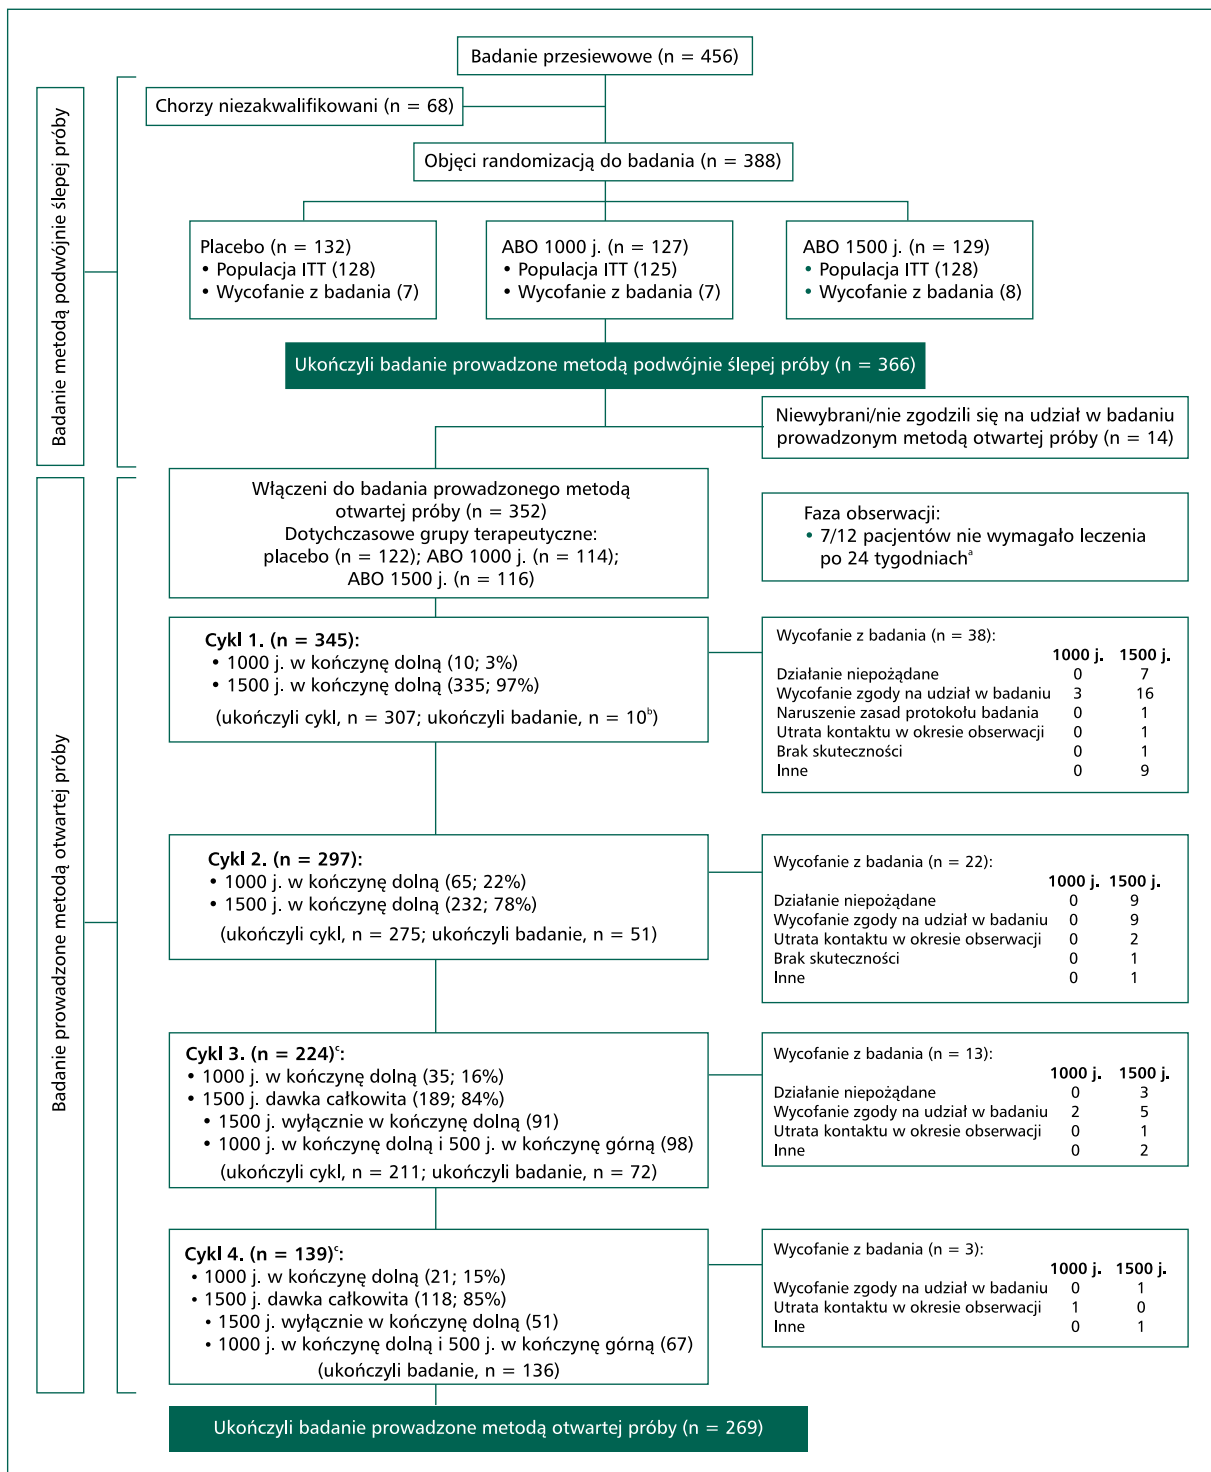 Badanie przesiewowe (n = 456)
Chorzy niezakwalifikowani (n = 68)
Objęci randomizacją do badania (n = 388)
Badanie metodą podwójnie ślepej próby
Placebo (n = 132)
• Populacja ITT (128)
• Wycofanie z badania (7)
ABO 1000 j. (n = 127)
• Populacja ITT (125)
• Wycofanie z badania (7)
ABO 1500 j. (n = 129)
• Populacja ITT (128)
• Wycofanie z badania (8)
Ukończyli badanie prowadzone metodą podwójnie ślepej próby (n = 366)
Niewybrani/nie zgodzili się na udział w badaniu
prowadzonym metodą otwartej próby (n = 14)
Badanie prowadzone metodą otwartej próby
Włączeni do badania prowadzonego metodą
otwartej próby (n = 352)
Dotychczasowe grupy terapeutyczne:
placebo (n = 122); ABO 1000 j. (n = 114);
ABO 1500 j. (n = 116)
Faza obserwacji:
• 7/12 pacjentów nie wymagało leczenia
po 24 tygodniachᵃ
Cykl 1. (n = 345):
• 1000 j. w kończynę dolną (10; 3%)
• 1500 j. w kończynę dolną (335; 97%)
(ukończyli cykl, n = 307; ukończyli badanie, n = 10ᵇ)
Wycofanie z badania (n = 38):
1000 j. 1500 j.
Działanie niepożądane 0 7
Wycofanie zgody na udział w badaniu 3 16
Naruszenie zasad protokołu badania 0 1
Utrata kontaktu w okresie obserwacji 0 1
Brak skuteczności 0 1
Inne 0 9
Cykl 2. (n = 297):
• 1000 j. w kończynę dolną (65; 22%)
• 1500 j. w kończynę dolną (232; 78%)
(ukończyli cykl, n = 275; ukończyli badanie, n = 51)
Wycofanie z badania (n = 22):
1000 j. 1500 j.
Działanie niepożądane 0 9
Wycofanie zgody na udział w badaniu 0 9
Utrata kontaktu w okresie obserwacji 0 2
Brak skuteczności 0 1
Inne 0 1
Cykl 3. (n = 224)ᶜ:
• 1000 j. w kończynę dolną (35; 16%)
• 1500 j. dawka całkowita (189; 84%)
• 1500 j. wyłącznie w kończynę dolną (91)
• 1000 j. w kończynę dolną i 500 j. w kończynę górną (98)
(ukończyli cykl, n = 211; ukończyli badanie, n = 72)
Wycofanie z badania (n = 13):
1000 j. 1500 j.
Działanie niepożądane 0 3
Wycofanie zgody na udział w badaniu 2 5
Utrata kontaktu w okresie obserwacji 0 1
Inne 0 2
Cykl 4. (n = 139)ᶜ:
• 1000 j. w kończynę dolną (21; 15%)
• 1500 j. dawka całkowita (118; 85%)
• 1500 j. wyłącznie w kończynę dolną (51)
• 1000 j. w kończynę dolną i 500 j. w kończynę górną (67)
(ukończyli badanie, n = 136)
Wycofanie z badania (n = 3):
1000 j. 1500 j.
Wycofanie zgody na udział w badaniu 0 1
Utrata kontaktu w okresie obserwacji 1 0
Inne 0 1
Ukończyli badanie prowadzone metodą otwartej próby (n = 269)